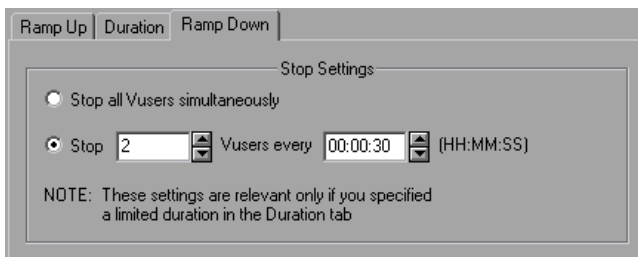 Ramp Up Duration Ramp Down
Stop Settings
Stop all Vusers simultaneously
Stop 2 Vusers every 00:00:30 (HH:MM:SS)
NOTE: These settings are relevant only if you specified
a limited duration in the Duration tab